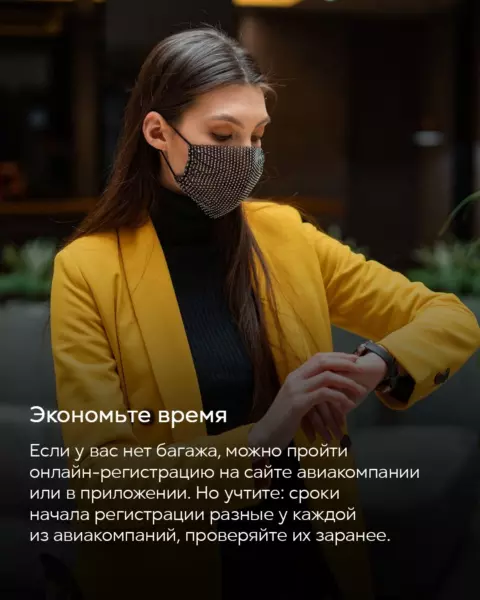 Экономьте время
Если у вас нет багажа, можно пройти
онлайн-регистрацию на сайте авиакомпании
или в приложении. Но учтите: сроки
начала регистрации разные у каждой
из авиакомпаний, проверяйте их заранее.